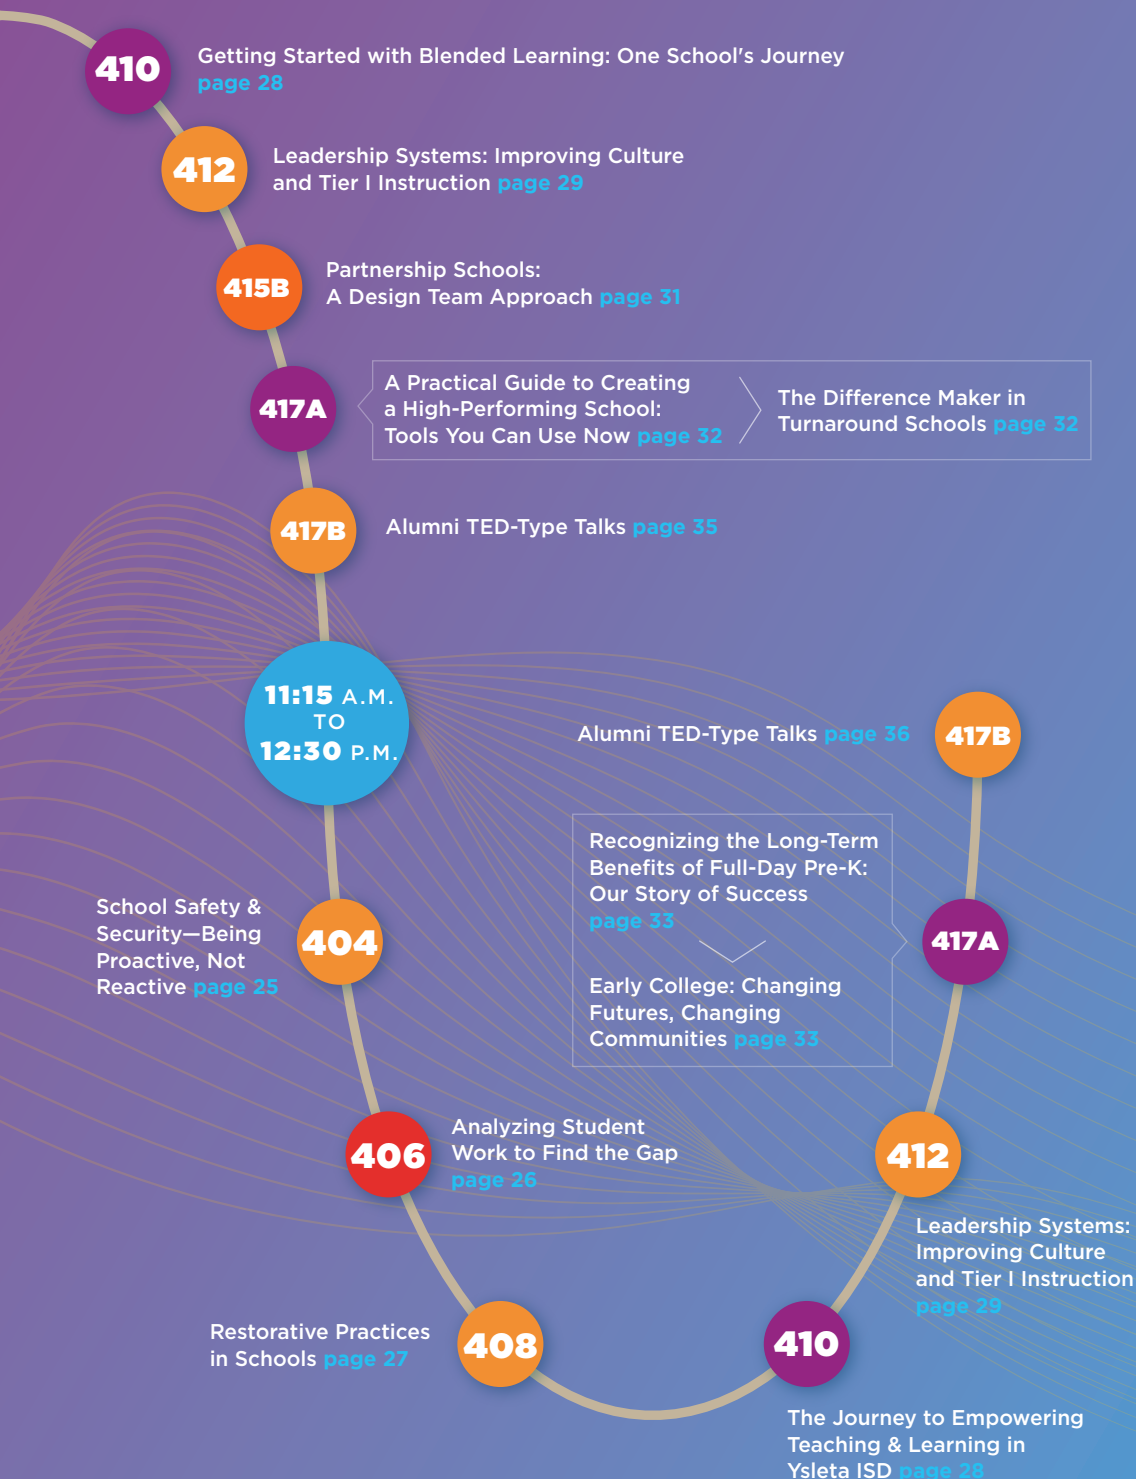 410
Getting Started with Blended Learning: One School's Journey
page 28
412
Leadership Systems: Improving Culture
and Tier I Instruction page 29
415B
Partnership Schools:
A Design Team Approach page 31
417A
A Practical Guide to Creating
a High-Performing School:
Tools You Can Use Now page 32
The Difference Maker in
Turnaround Schools page 32
417B
Alumni TED-Type Talks page 35
11:15 A.M.
TO
12:30 P.M.
School Safety &
Security—Being
Proactive, Not
Reactive page 25
404
406
Analyzing Student
Work to Find the Gap
page 26
Restorative Practices
in Schools page 27
408
410
The Journey to Empowering
Teaching & Learning in
Ysleta ISD page 28
412
Leadership Systems:
Improving Culture
and Tier I Instruction
page 29
417A
Recognizing the Long-Term
Benefits of Full-Day Pre-K:
Our Story of Success
page 33
Early College: Changing
Futures, Changing
Communities page 33
Alumni TED-Type Talks page 36
417B